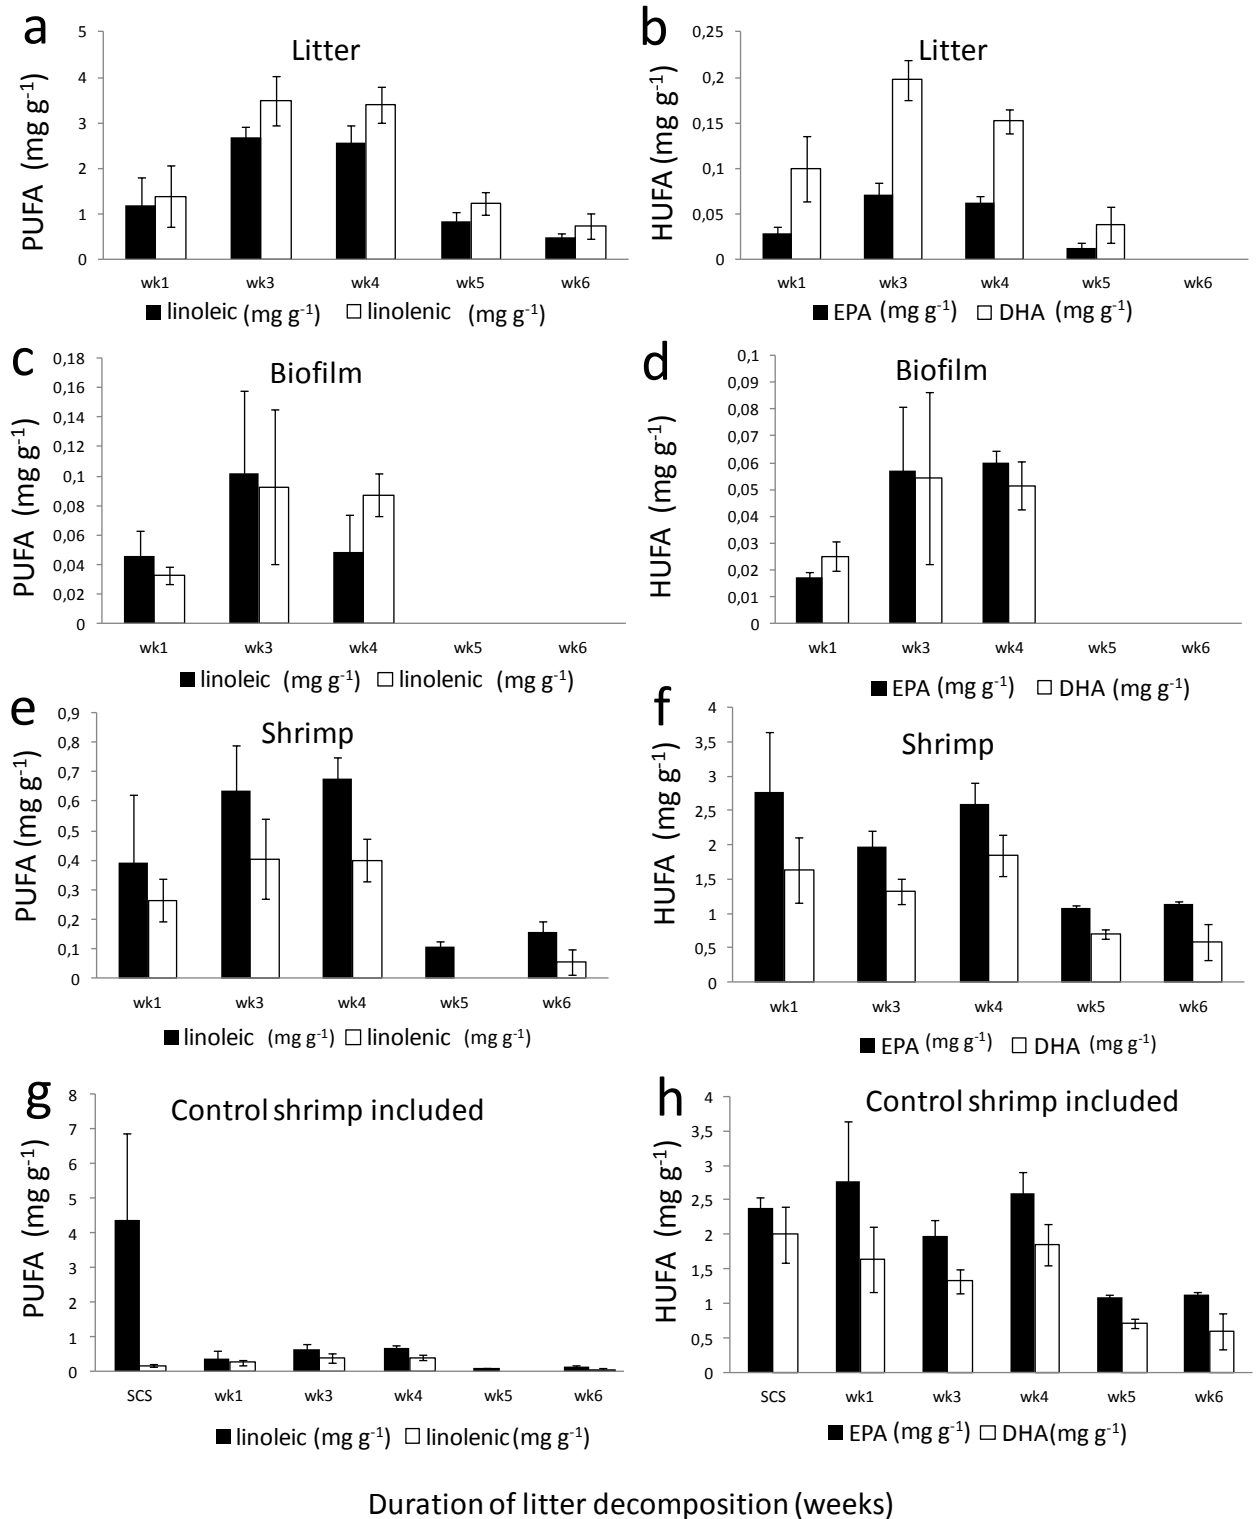 a
Litter
PUFA (mg g-1)
5
4
3
2
1
0
wk1 wk3 wk4 wk5 wk6
linoleic (mg g-1) linolenic (mg g-1)
b
Litter
HUFA (mg g-1)
0,25
0,2
0,15
0,1
0,05
0
wk1 wk3 wk4 wk5 wk6
EPA (mg g-1) DHA (mg g-1)
c
Biofilm
PUFA (mg g-1)
0,18
0,16
0,14
0,12
0,1
0,08
0,06
0,04
0,02
0
wk1 wk3 wk4 wk5 wk6
linoleic (mg g-1) linolenic (mg g-1)
d
Biofilm
HUFA (mg g-1)
0,1
0,09
0,08
0,07
0,06
0,05
0,04
0,03
0,02
0,01
0
wk1 wk3 wk4 wk5 wk6
EPA (mg g-1) DHA (mg g-1)
e
Shrimp
PUFA (mg g-1)
0,9
0,8
0,7
0,6
0,5
0,4
0,3
0,2
0,1
0
wk1 wk3 wk4 wk5 wk6
linoleic (mg g-1) linolenic (mg g-1)
f
Shrimp
HUFA (mg g-1)
4
3,5
3
2,5
2
1,5
1
0,5
0
wk1 wk3 wk4 wk5 wk6
EPA (mg g-1) DHA (mg g-1)
g
Control shrimp included
PUFA (mg g-1)
8
7
6
5
4
3
2
1
0
SCS wk1 wk3 wk4 wk5 wk6
linoleic (mg g-1) linolenic (mg g-1)
h
Control shrimp included
HUFA (mg g-1)
4
3,5
3
2,5
2
1,5
1
0,5
0
SCS wk1 wk3 wk4 wk5 wk6
EPA (mg g-1) DHA (mg g-1)
Duration of litter decomposition (weeks)